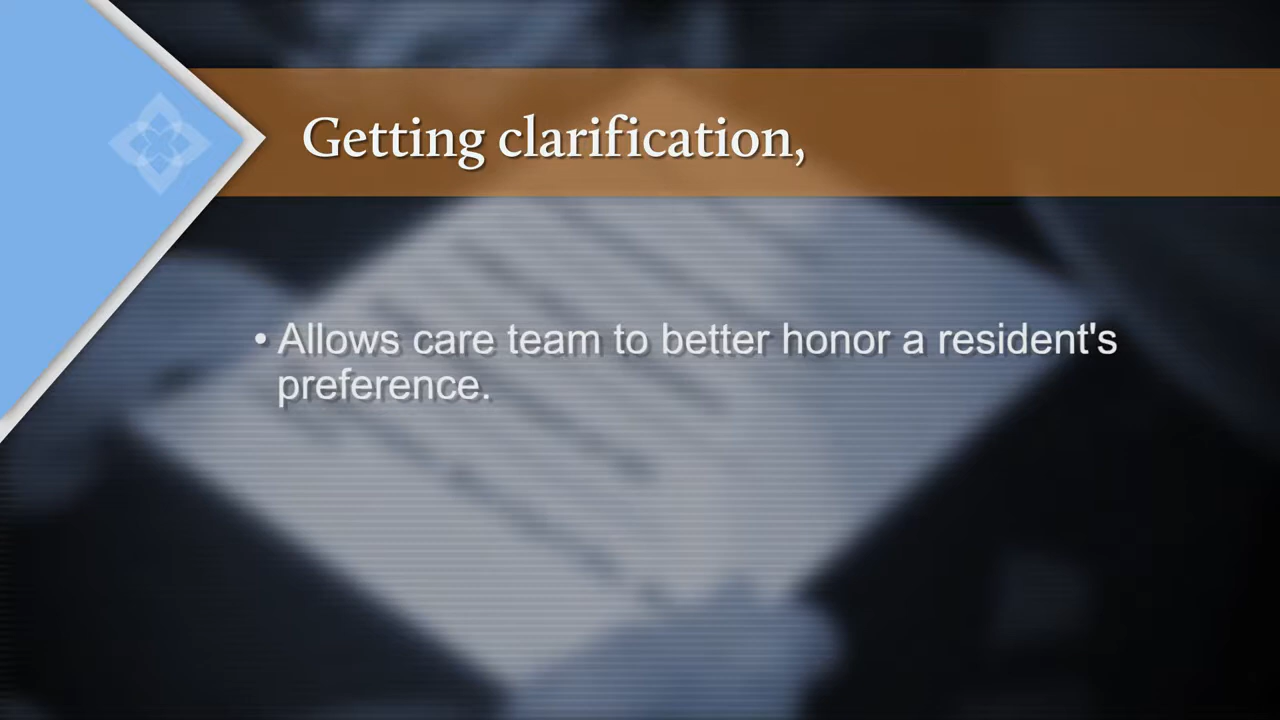 Getting clarification,
• Allows care team to better honor a resident's
preference.